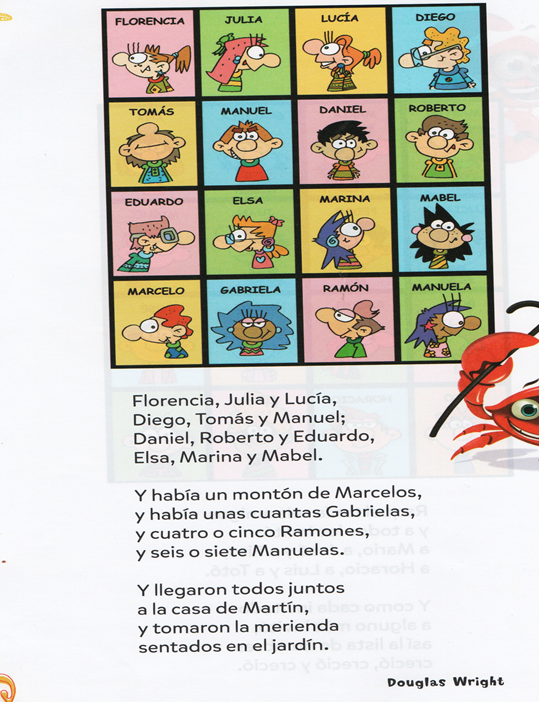 FLORENCIA JULIA LUCÍA DIEGO
TOMÁS MANUEL DANIEL ROBERTO
EDUARDO ELSA MARINA MABEL
MARCELO GABRIELA RAMÓN MANUELA
Florencia, Julia y Lucía,
Diego, Tomás y Manuel;
Daniel, Roberto y Eduardo,
Elsa, Marina y Mabel.
Y había un montón de Marcelos,
y había unas cuantas Gabrielas,
y cuatro o cinco Ramones,
y seis o siete Manuelas.
Y llegaron todos juntos
a la casa de Martín,
y tomaron la merienda
sentados en el jardín.
Douglas Wright